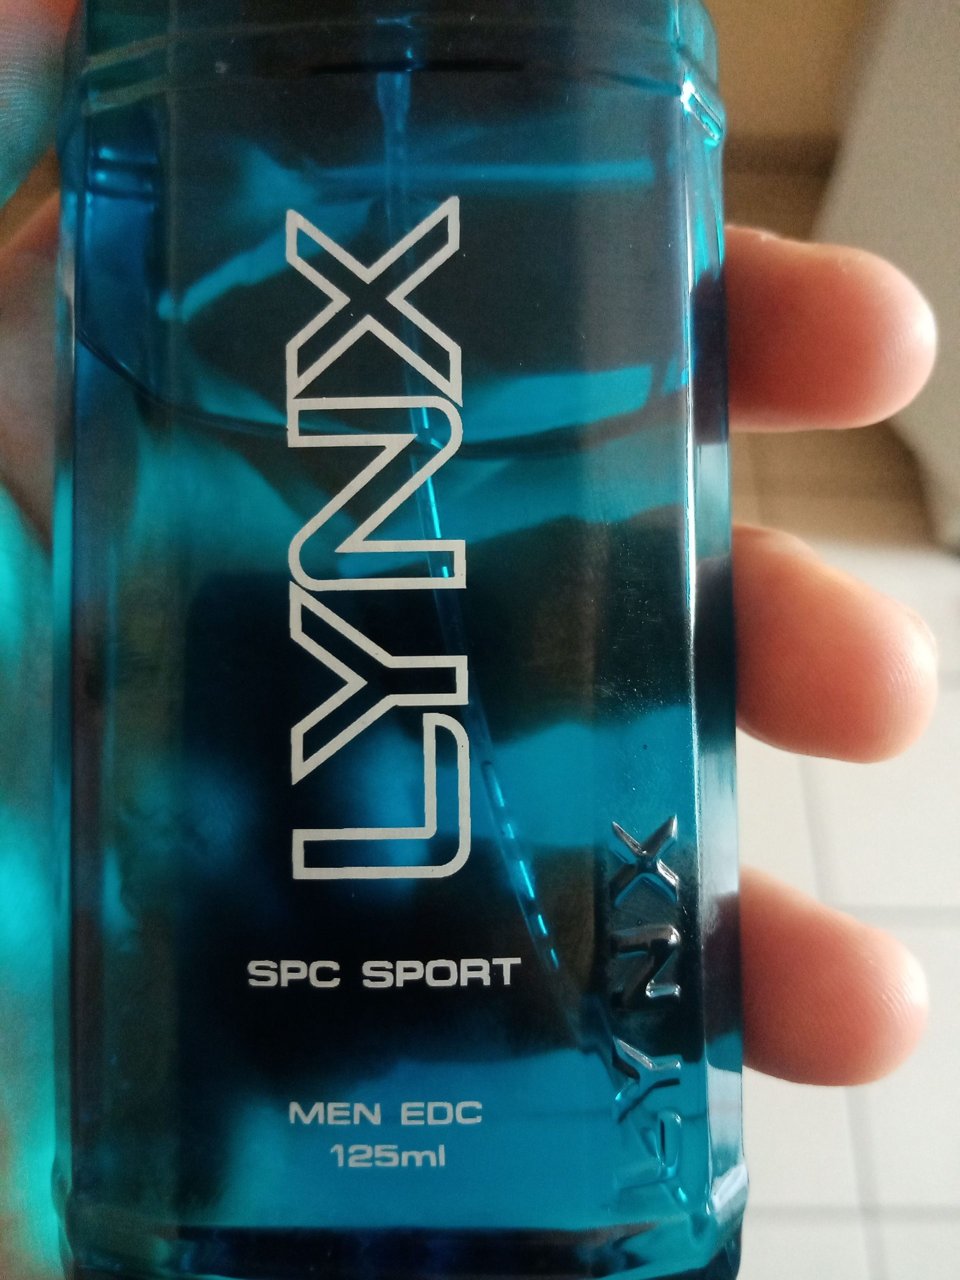 LYNX
SPC SPORT
MEN EDC
125ml
LYNX